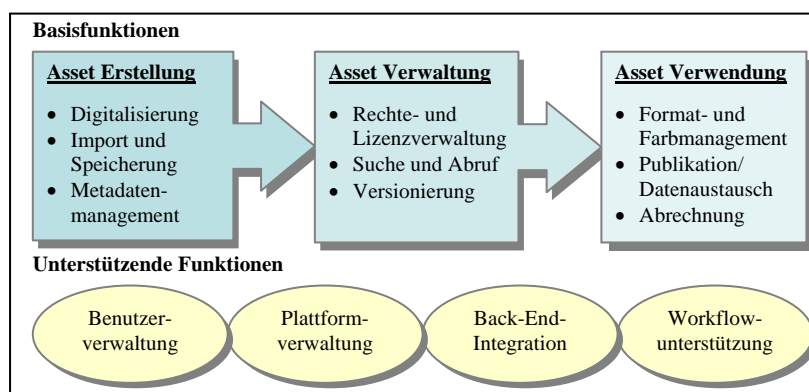 Basisfunktionen
Asset Erstellung
• Digitalisierung
• Import und
Speicherung
• Metadaten-
management
Asset Verwaltung
• Rechte- und
Lizenzverwaltung
• Suche und Abruf
• Versionierung
Asset Verwendung
• Format- und
Farbmanagement
• Publikation/
Datenaustausch
• Abrechnung
Unterstützende Funktionen
Benutzer-
verwaltung
Plattform-
verwaltung
Back-End-
Integration
Workflow-
unterstützung